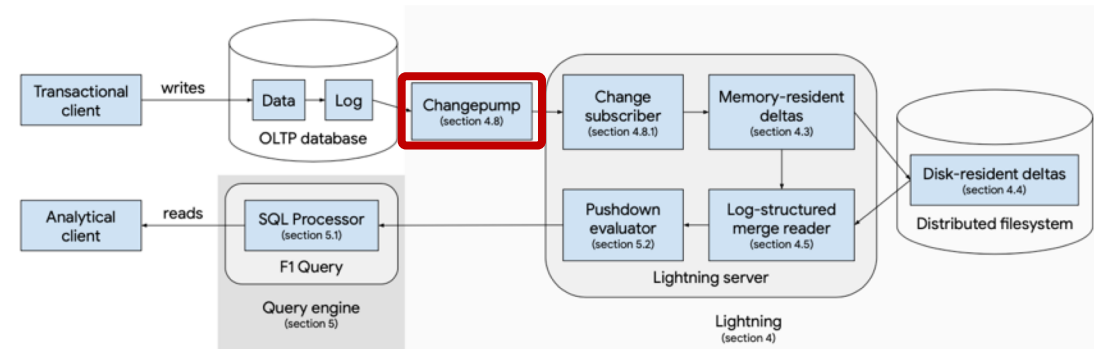 Transactional
client
writes
Data
Log
OLTP database
Changepump
(section 4.8)
Change
subscriber
(section 4.8.1)
Memory-resident
deltas
(section 4.3)
Disk-resident deltas
(section 4.4)
Distributed filesystem
Analytical
client
reads
SQL Processor
(section 5.1)
F1 Query
Query engine
(section 5)
Pushdown
evaluator
(section 5.2)
Log-structured
merge reader
(section 4.5)
Lightning server
Lightning
(section 4)